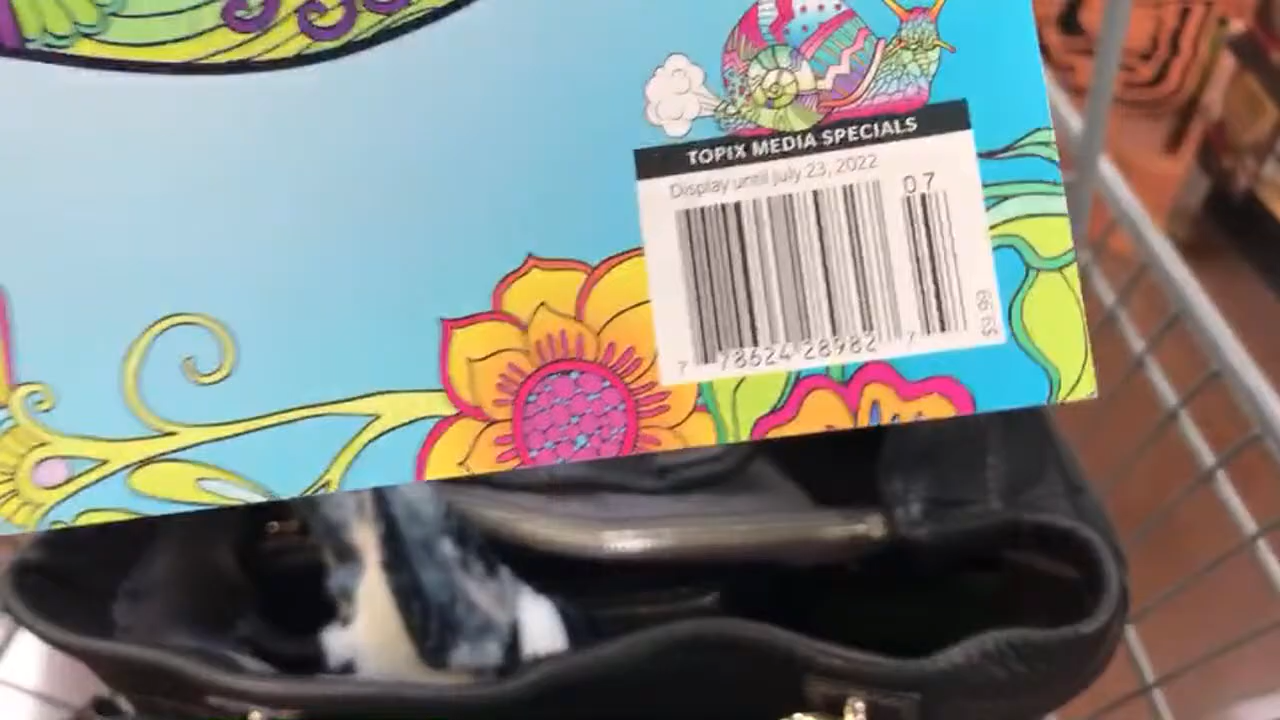 TOPIX MEDIA SPECIALS
Display until July 23, 2022
07
7 78624 28982 7